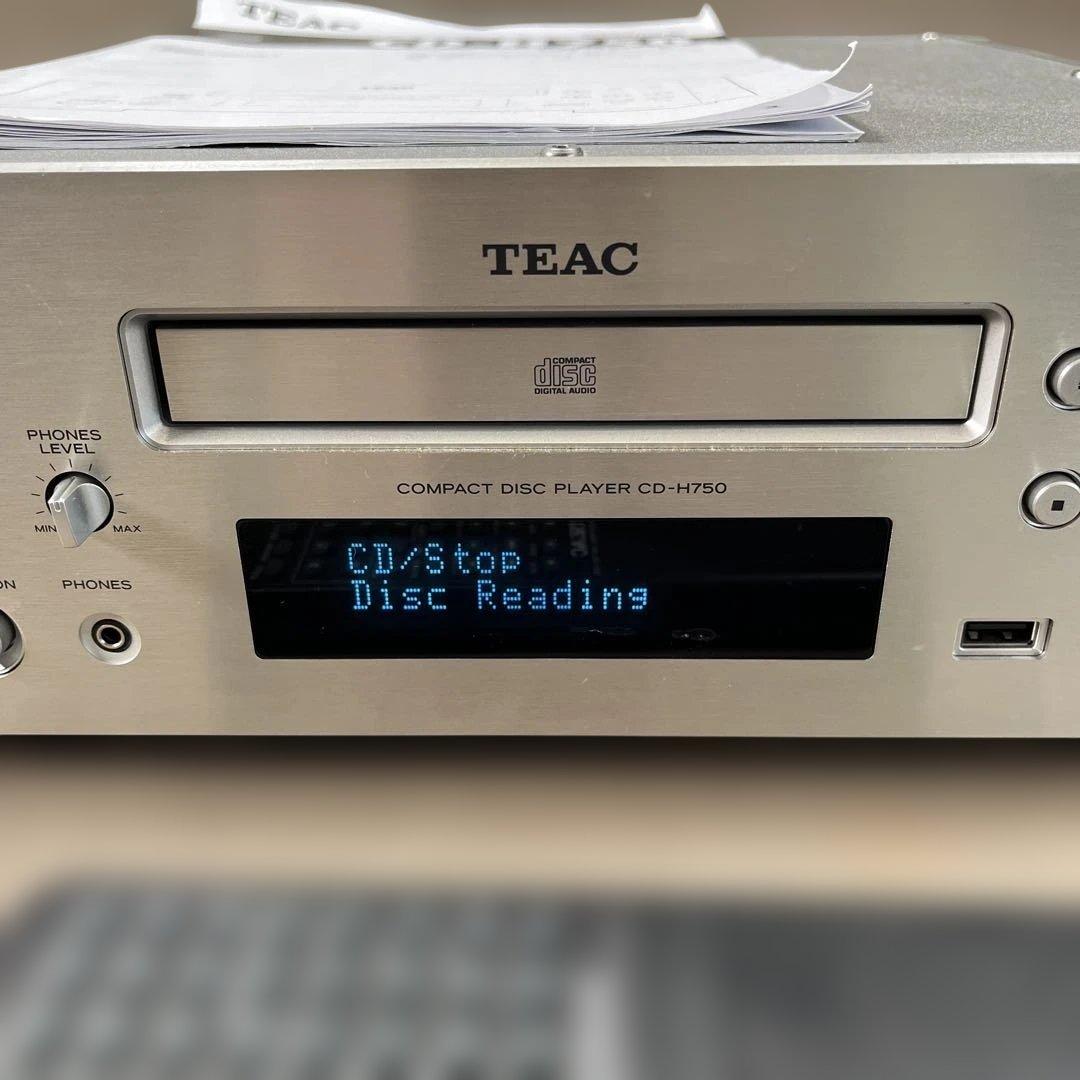 TEAC
TEAC
COMPACT
disc
DIGITAL AUDIO
PHONES
LEVEL
MIN MAX
COMPACT DISC PLAYER CD-H750
CD/Stop
Disc Reading
ON
PHONES